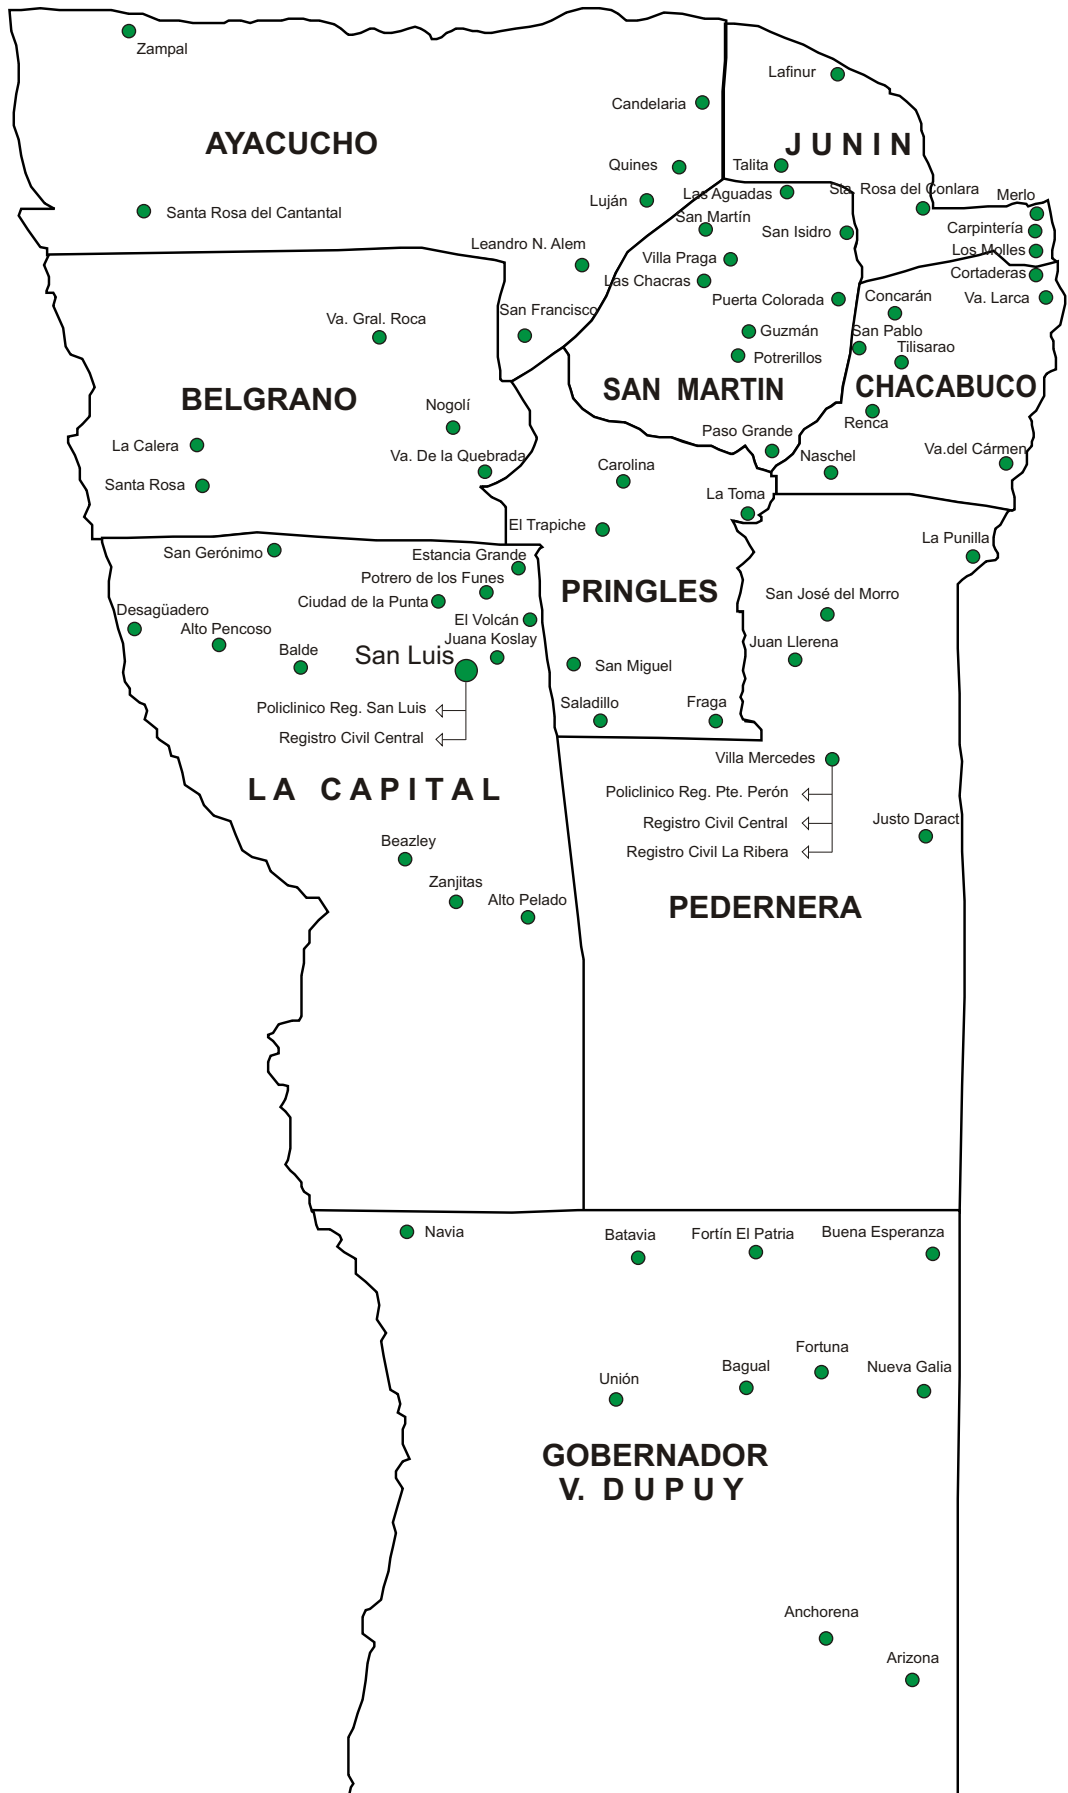 Zampal
Lafinur
Candelaria
AYACUCHO
JUNIN
Quines
Talita
Las Aguadas
Sta. Rosa del Conlara
Merlo
Luján
Santa Rosa del Cantantal
San Martín
San Isidro
Carpintería
Leandro N. Alem
Los Molles
Villa Praga
Cortaderas
Las Chacras
Puerta Colorada
Concarán
Va. Larca
San Francisco
Va. Gral. Roca
Guzmán
San Pablo
Tilisarao
Potrerillos
BELGRANO
SAN MARTIN
CHACABUCO
Nogolí
Renca
Paso Grande
La Calera
Va. De la Quebrada
Naschel
Va.del Cármen
Carolina
Santa Rosa
La Toma
El Trapiche
La Punilla
San Gerónimo
Estancia Grande
Potrero de los Funes
PRINGLES
San José del Morro
Ciudad de la Punta
Desagüadero
El Volcán
Alto Pencoso
Juana Koslay
Juan Llerena
Balde
San Luis
San Miguel
Saladillo
Fraga
Policlinico Reg. San Luis
Registro Civil Central
Villa Mercedes
LA CAPITAL
Policlinico Reg. Pte. Perón
Registro Civil Central
Justo Daract
Registro Civil La Ribera
Beazley
Zanjitas
Alto Pelado
PEDERNERA
Navia
Batavia
Fortín El Patria
Buena Esperanza
Fortuna
Unión
Bagual
Nueva Galia
GOBERNADOR
V. DUPUY
Anchorena
Arizona